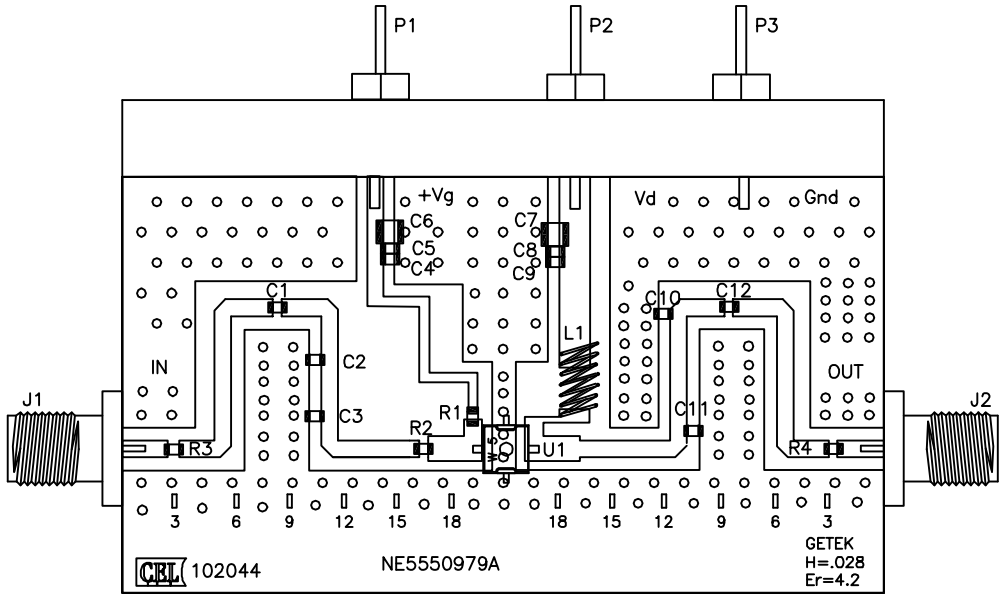 P1
P2
P3
+Vg
Vd
Gnd
C6
C7
C5
C8
C4
C9
C1
C10
C12
L1
IN
C2
OUT
J1
J2
C3
R1
C11
R2
R3
W S
U1
R4
3 6 9 12 15 18 18 15 12 9 6 3
GETEK
H=.028
Er=4.2
CEL 102044
NE5550979A